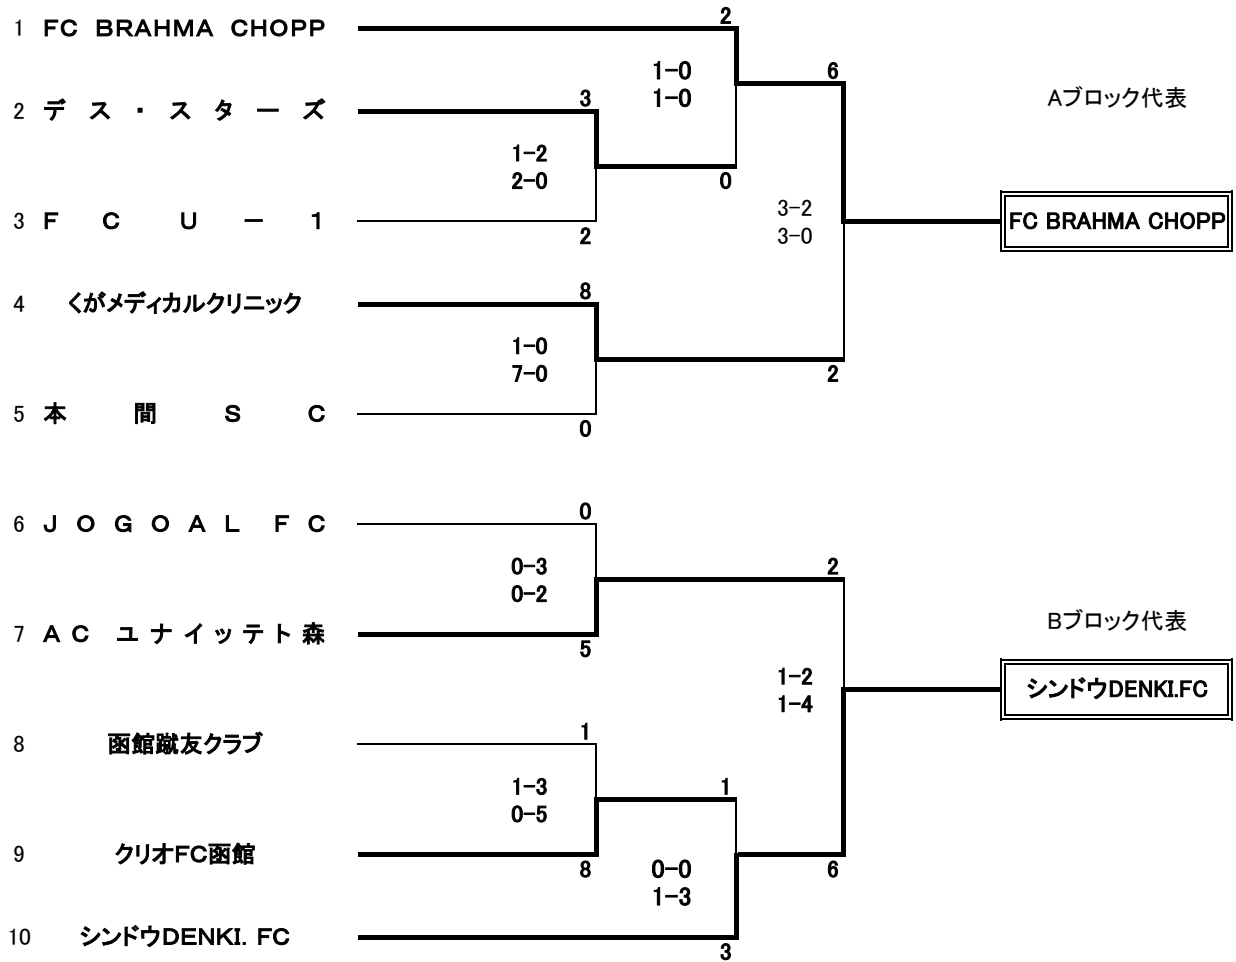 1 FC BRAHMA CHOPP
2
1-0
1-0
6
Aブロック代表
2 デス・スターズ
3
1-2
2-0
0
3 FC U-1
2
3-2
3-0
FC BRAHMA CHOPP
4 くがメディカルクリニック
8
1-0
7-0
2
5 本間SC
0
6 JOGOAL FC
0
0-3
0-2
2
Bブロック代表
7 AC ユナイッテト森
5
1-2
1-4
シンドウDENKI.FC
8 函館蹴友クラブ
1
1-3
0-5
1
9 クリオFC函館
8
0-0
1-3
6
10 シンドウDENKI. FC
3